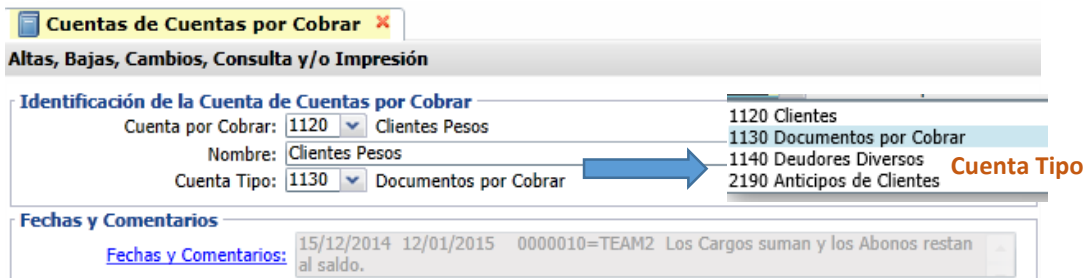 Cuentas de Cuentas por Cobrar
Altas, Bajas, Cambios, Consulta y/o Impresión
Identificación de la Cuenta de Cuentas por Cobrar
Cuenta por Cobrar: 1120 Clientes Pesos
Nombre: Clientes Pesos
Cuenta Tipo: 1130 Documentos por Cobrar
1120 Clientes
1130 Documentos por Cobrar
1140 Deudores Diversos
2190 Anticipos de Clientes
Cuenta Tipo
Fechas y Comentarios
Fechas y Comentarios: 15/12/2014 12/01/2015 0000010=TEAM2 Los Cargos suman y los Abonos restan
al saldo.